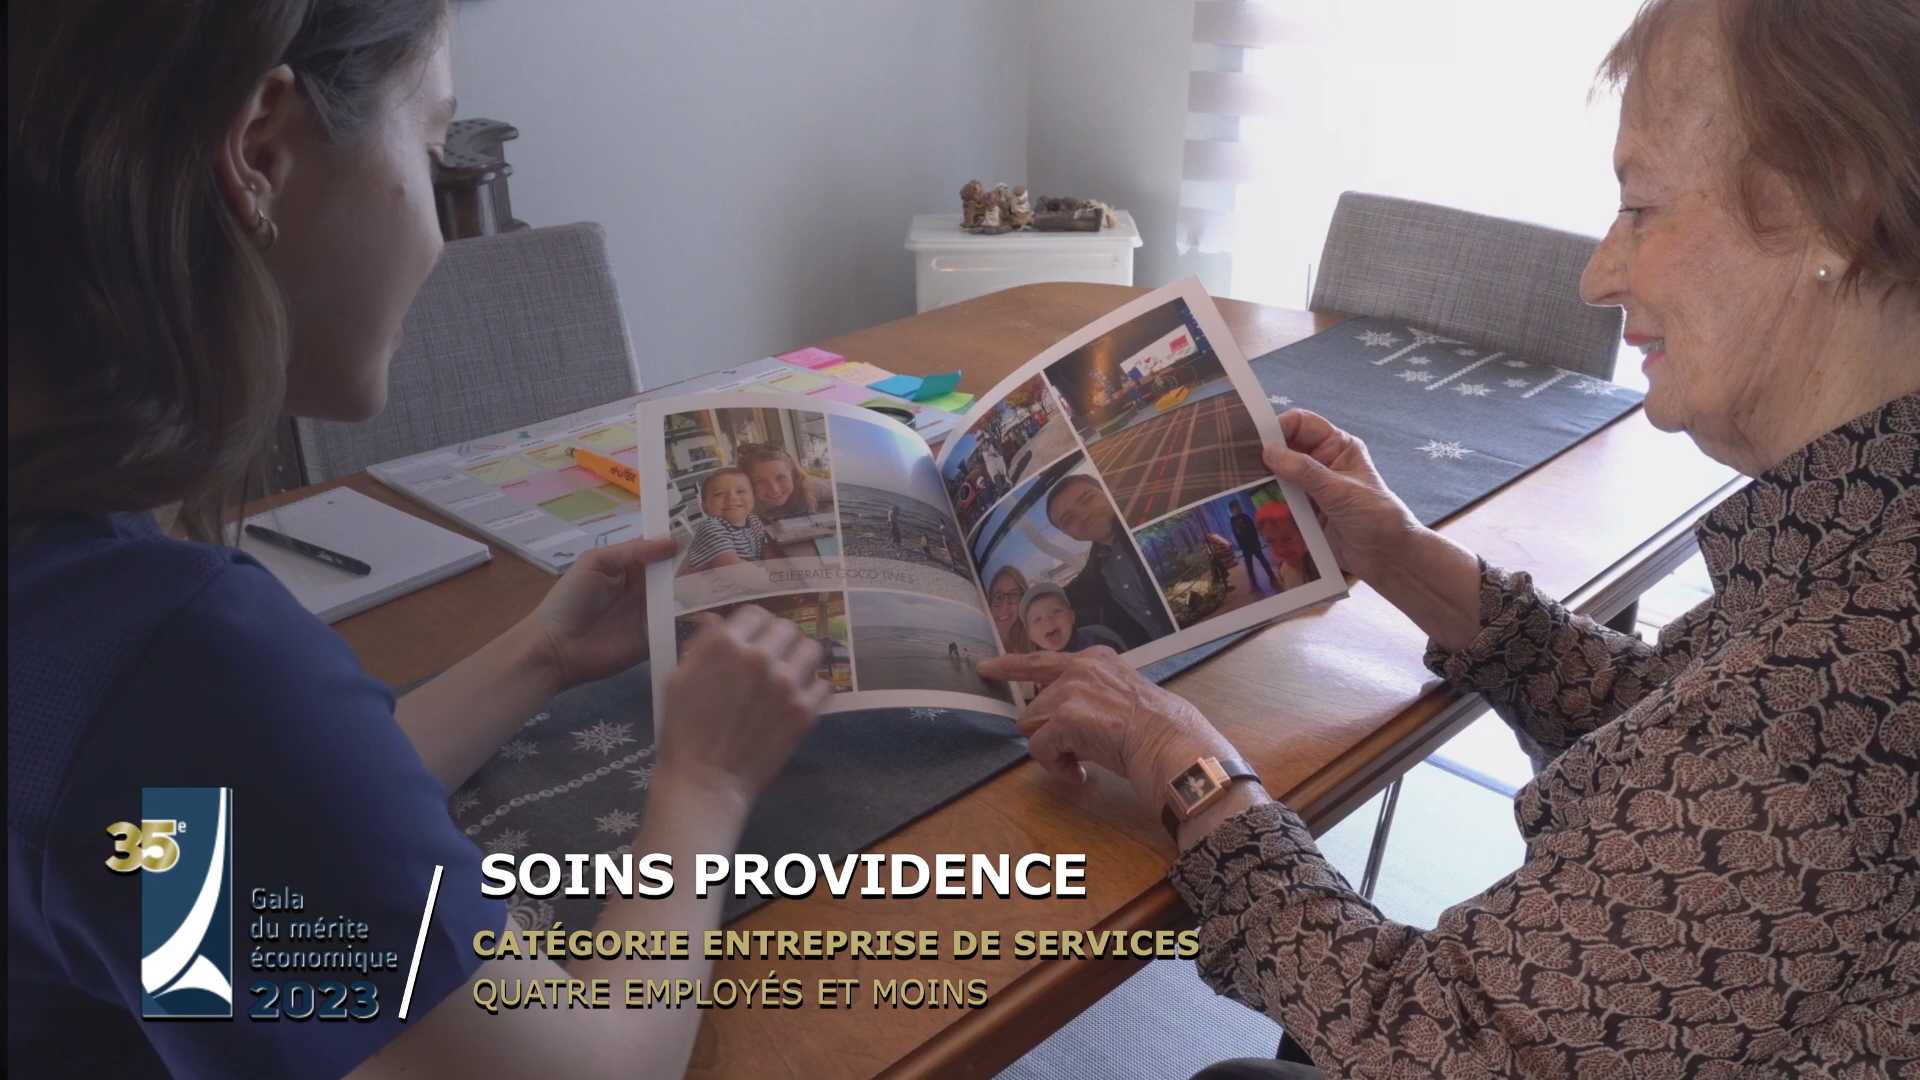 CELEBRATE GOOD TIMES
35e
Gala
du mérite
économique
2023
SOINS PROVIDENCE
CATÉGORIE ENTREPRISE DE SERVICES
QUATRE EMPLOYÉS ET MOINS